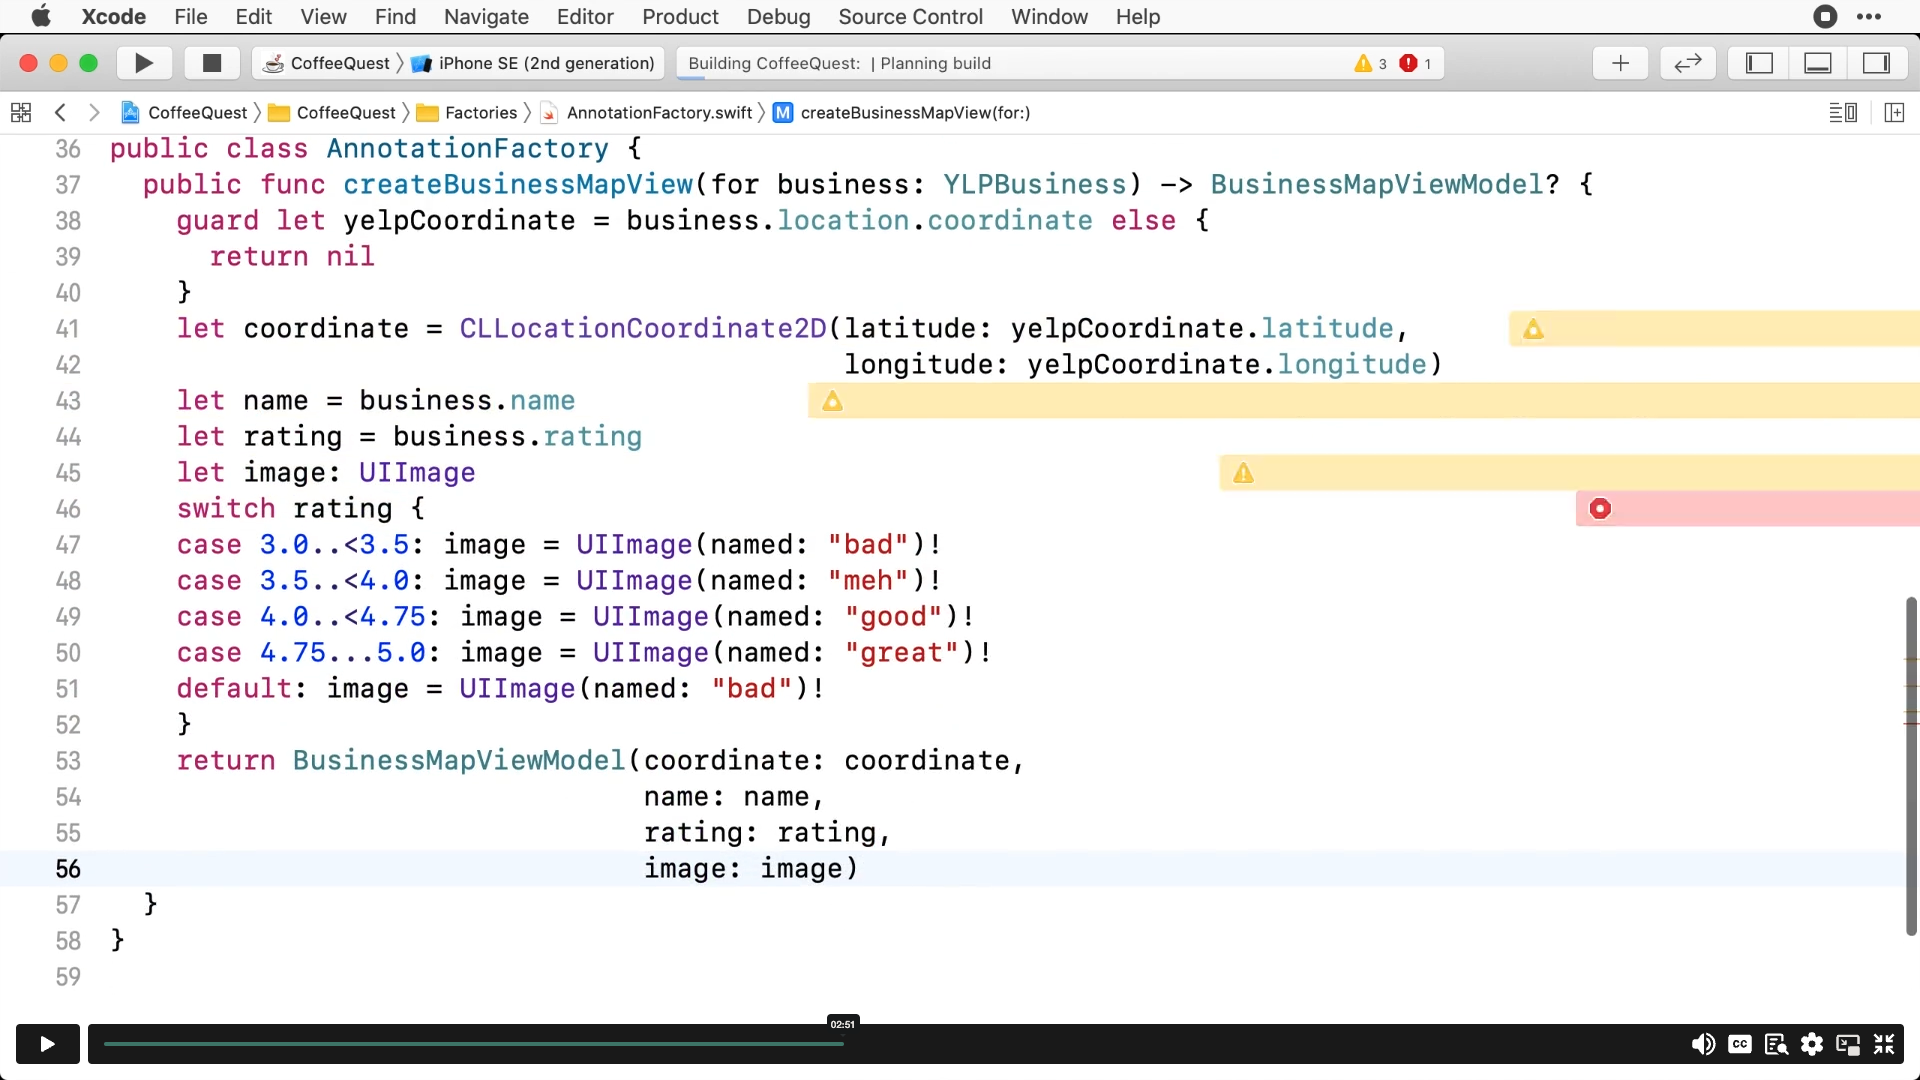 Xcode File Edit View Find Navigate Editor Product Debug Source Control Window Help
CoffeeQuest iPhone SE (2nd generation) Building CoffeeQuest: | Planning build 3 1
CoffeeQuest CoffeeQuest Factories AnnotationFactory.swift M createBusinessMapView(for:)
36 public class AnnotationFactory {
37 public func createBusinessMapView(for business: YLPBusiness) -> BusinessMapViewModel? {
38 guard let yelpCoordinate = business.location.coordinate else {
39 return nil
40 }
41 let coordinate = CLLocationCoordinate2D(latitude: yelpCoordinate.latitude,
42 longitude: yelpCoordinate.longitude)
43 let name = business.name
44 let rating = business.rating
45 let image: UIImage
46 switch rating {
47 case 3.0..<3.5: image = UIImage(named: "bad")!
48 case 3.5..<4.0: image = UIImage(named: "meh")!
49 case 4.0..<4.75: image = UIImage(named: "good")!
50 case 4.75...5.0: image = UIImage(named: "great")!
51 default: image = UIImage(named: "bad")!
52 }
53 return BusinessMapViewModel(coordinate: coordinate,
54 name: name,
55 rating: rating,
56 image: image)
57 }
58 }
59
02:51
CC